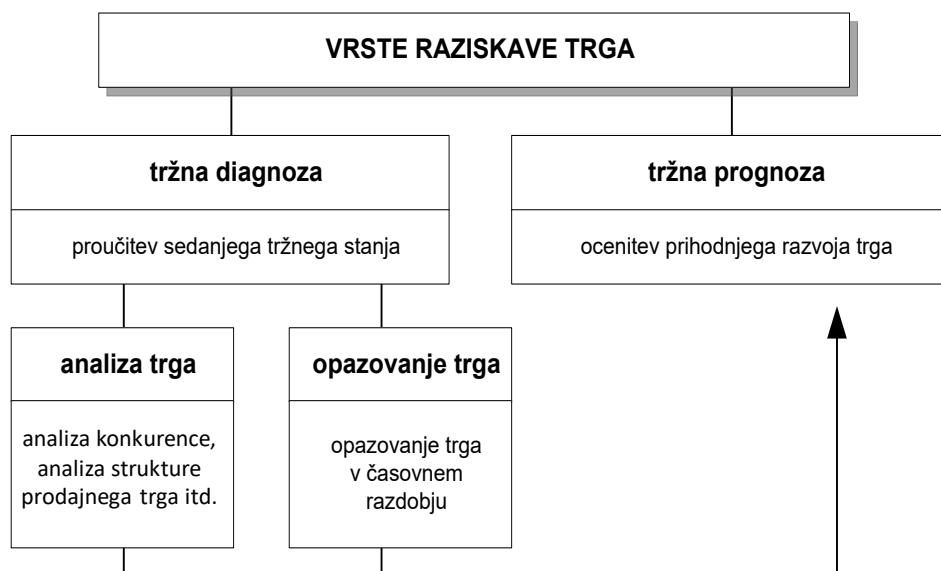 VRSTE RAZISKAVE TRGA
tržna diagnoza
proučitev sedanjega tržnega stanja
tržna prognoza
ocenitev prihodnjega razvoja trga
analiza trga
analiza konkurence,
analiza strukture
prodajnega trga itd.
opazovanje trga
opazovanje trga
v časovnem
razdobju